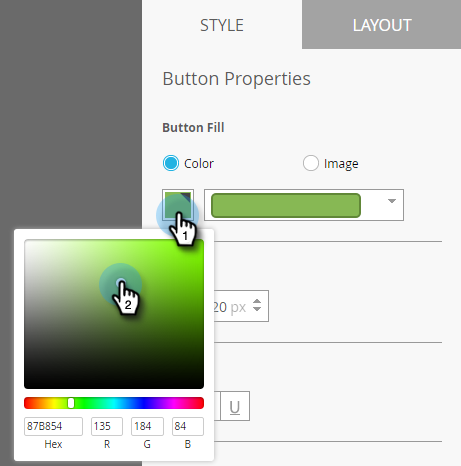 STYLE LAYOUT
Button Properties
Button Fill
Color Image
1
2
20 px
U
87B854 135 184 84
Hex R G B